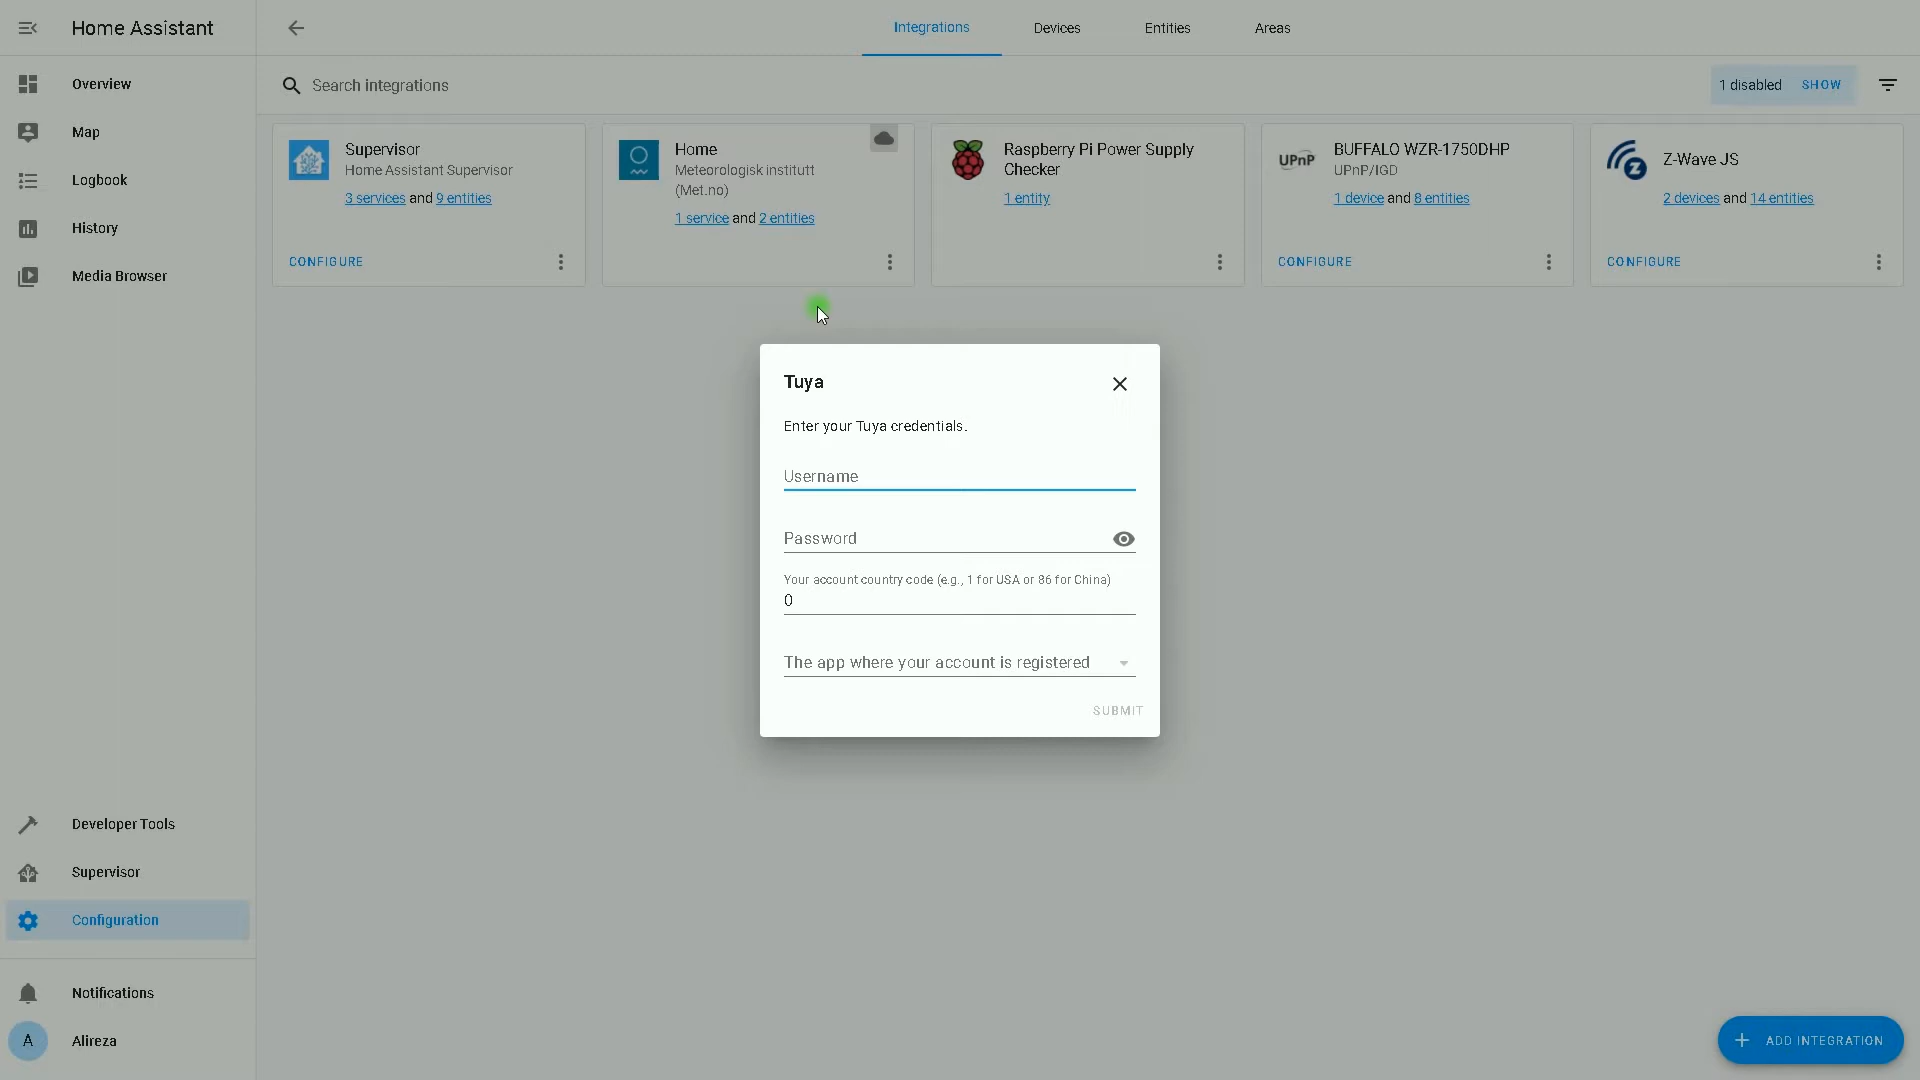 Home Assistant
Integrations
Devices
Entities
Areas
Overview
Map
Logbook
History
Media Browser
Developer Tools
Supervisor
Configuration
Notifications
A
Alireza
Search integrations
1 disabled SHOW
Supervisor
Home Assistant Supervisor
3 services and 9 entities
CONFIGURE
Home
Meteorologisk institutt
(Met.no)
1 service and 2 entities
Raspberry Pi Power Supply
Checker
1 entity
UPnP
BUFFALO WZR-1750DHP
UPnP/IGD
1 device and 8 entities
CONFIGURE
Z
Z-Wave JS
2 devices and 14 entities
CONFIGURE
Tuya
Enter your Tuya credentials.
Username
Password
Your account country code (e.g., 1 for USA or 86 for China)
0
The app where your account is registered
SUBMIT
ADD INTEGRATION